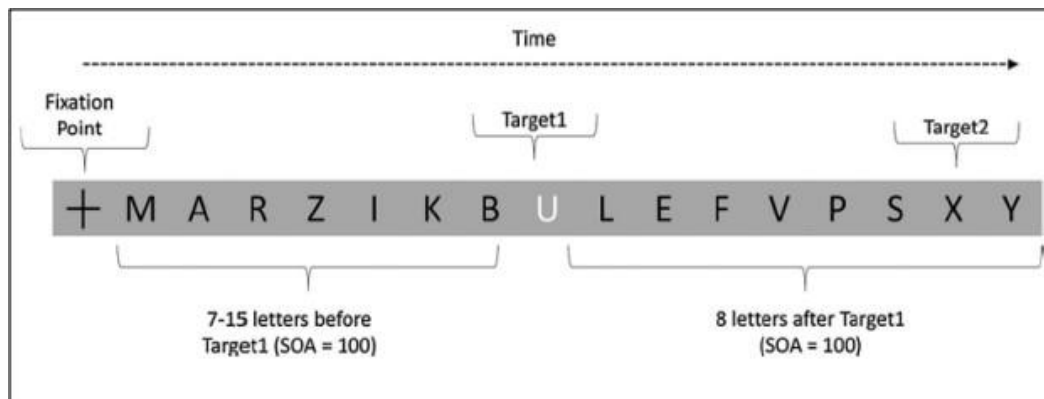 Time
Fixation
Point
Target1
Target2
+ M A R Z I K B U L E F V P S X Y
7-15 letters before
Target1 (SOA = 100)
8 letters after Target1
(SOA = 100)